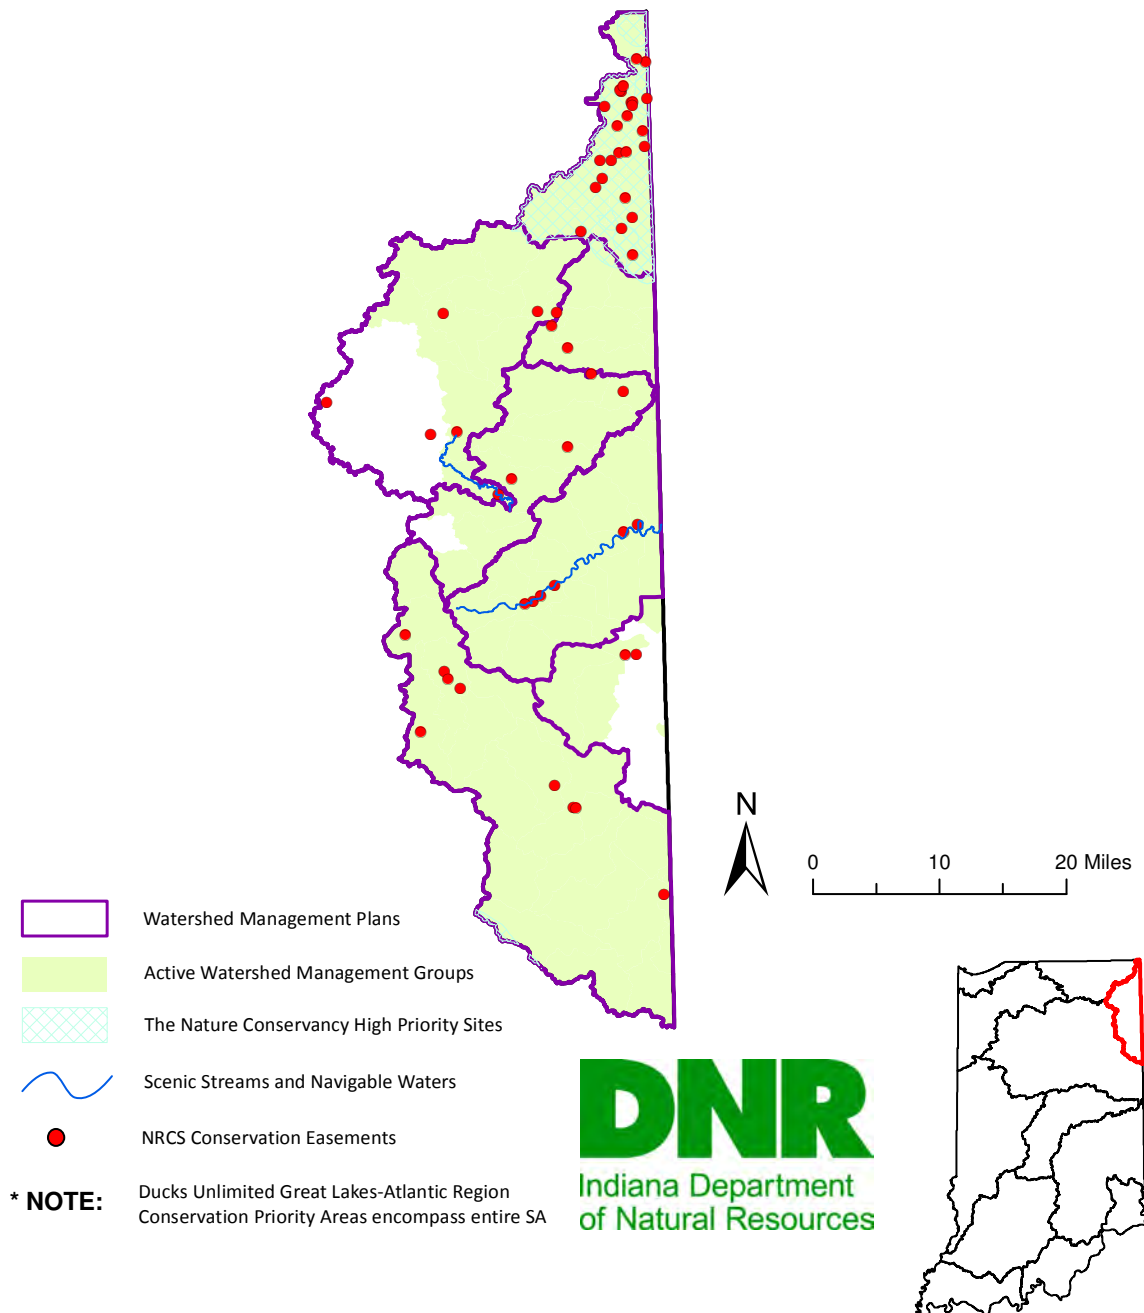 N
0 10 20 Miles
Watershed Management Plans
Active Watershed Management Groups
The Nature Conservancy High Priority Sites
Scenic Streams and Navigable Waters
NRCS Conservation Easements
* NOTE: Ducks Unlimited Great Lakes-Atlantic Region
Conservation Priority Areas encompass entire SA
DNR
Indiana Department
of Natural Resources